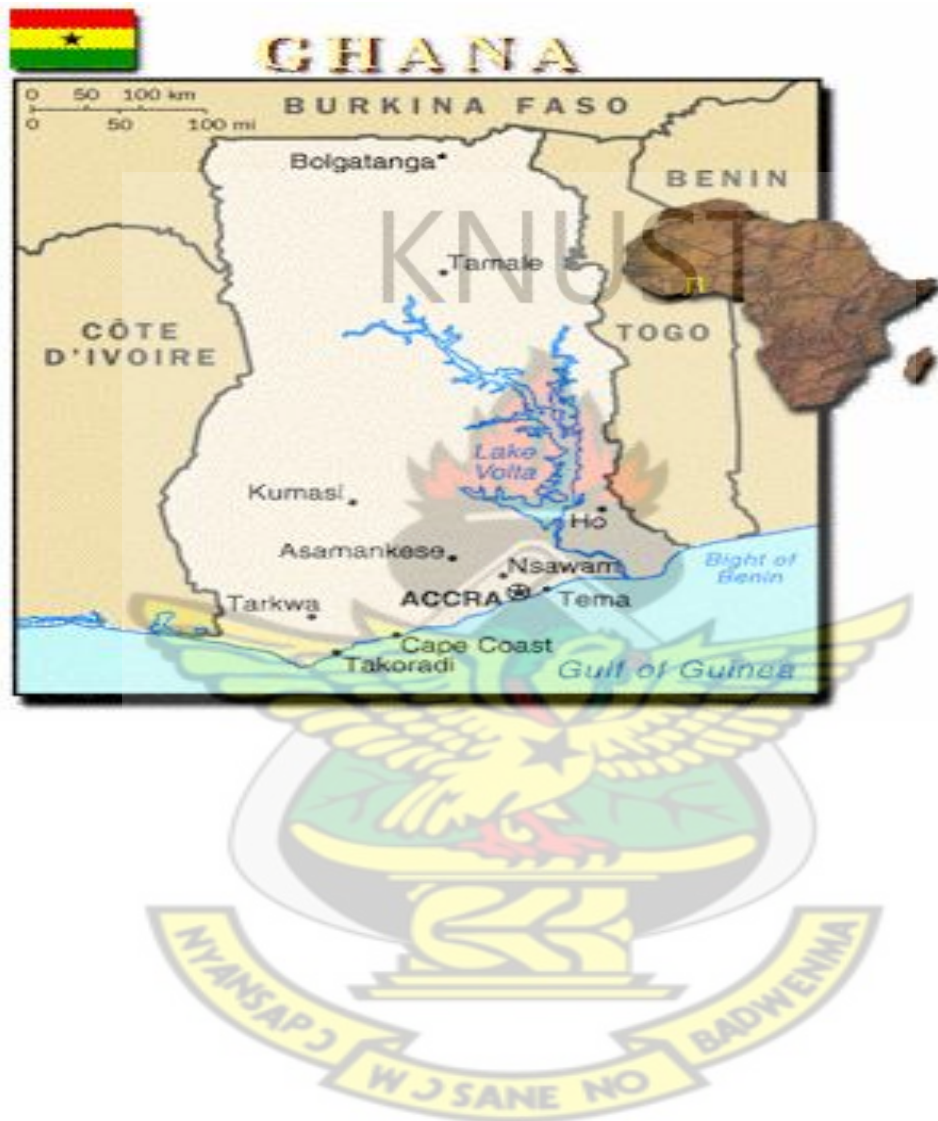 GHANA
0 50 100 km
0 50 100 mi
BURKINA FASO
Bolgatanga
BENIN
KNUST
Tamale
CÔTE
D'IVOIRE
TOGO
Lake
Volta
Kumasi
Ho
Asamankese
Nsawam
Bight of
Benin
ACCRA
Tema
Tarkwa
Cape Coast
Takoradi
Gulf of Guinea
NYANSAPƆ
WƆSANE NO
BADWENMA